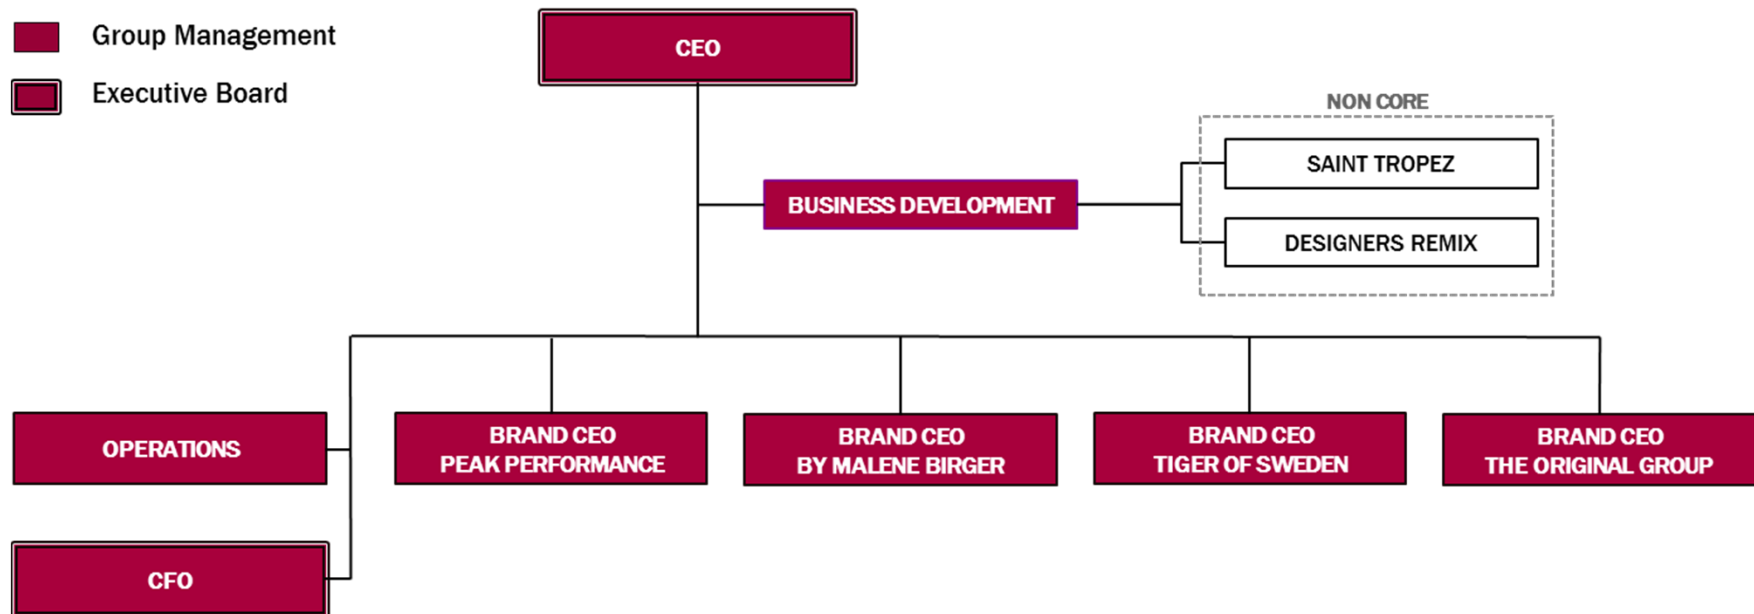 Group Management
Executive Board
CEO
NON CORE
SAINT TROPEZ
BUSINESS DEVELOPMENT
DESIGNERS REMIX
OPERATIONS
BRAND CEO
PEAK PERFORMANCE
BRAND CEO
BY MALENE BIRGER
BRAND CEO
TIGER OF SWEDEN
BRAND CEO
THE ORIGINAL GROUP
CFO